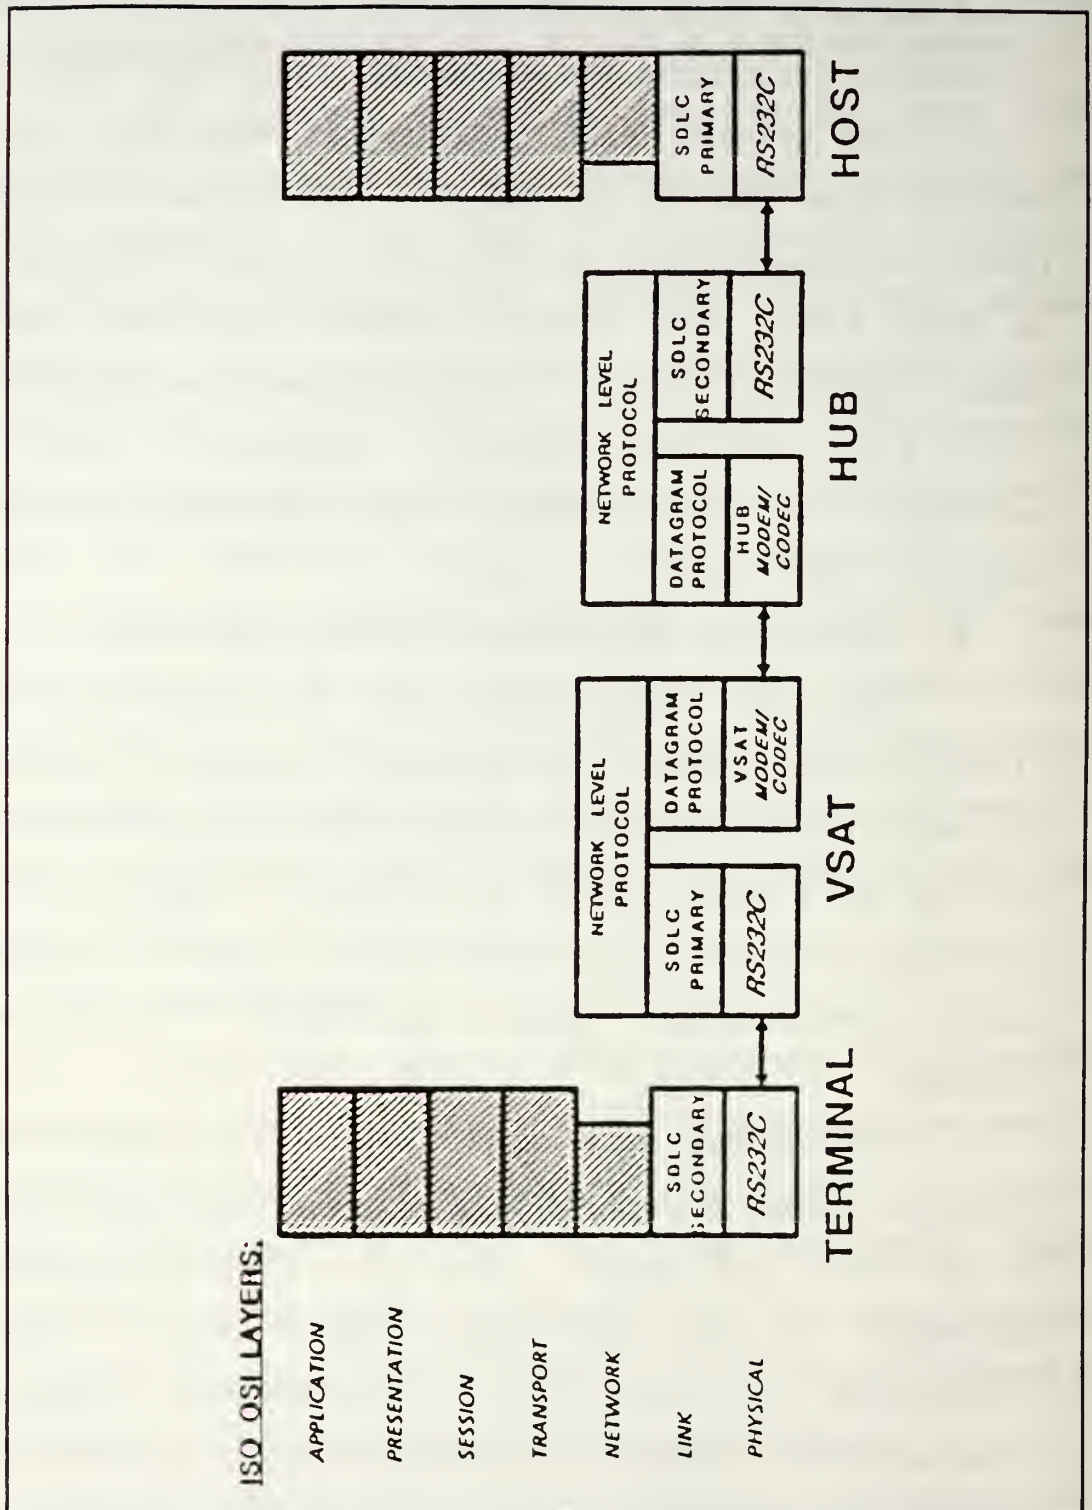 ISO OSI LAYERS:
APPLICATION
PRESENTATION
SESSION
TRANSPORT
NETWORK
LINK
PHYSICAL
SDLC
SECONDARY
RS232C
TERMINAL
NETWORK LEVEL
PROTOCOL
SDLC
PRIMARY
RS232C
DATAGRAM
PROTOCOL
VSAT
MODEM/
CODEC
VSAT
NETWORK LEVEL
PROTOCOL
DATAGRAM
PROTOCOL
HUB
MODEM/
CODEC
SDLC
SECONDARY
RS232C
HUB
SDLC
PRIMARY
RS232C
HOST